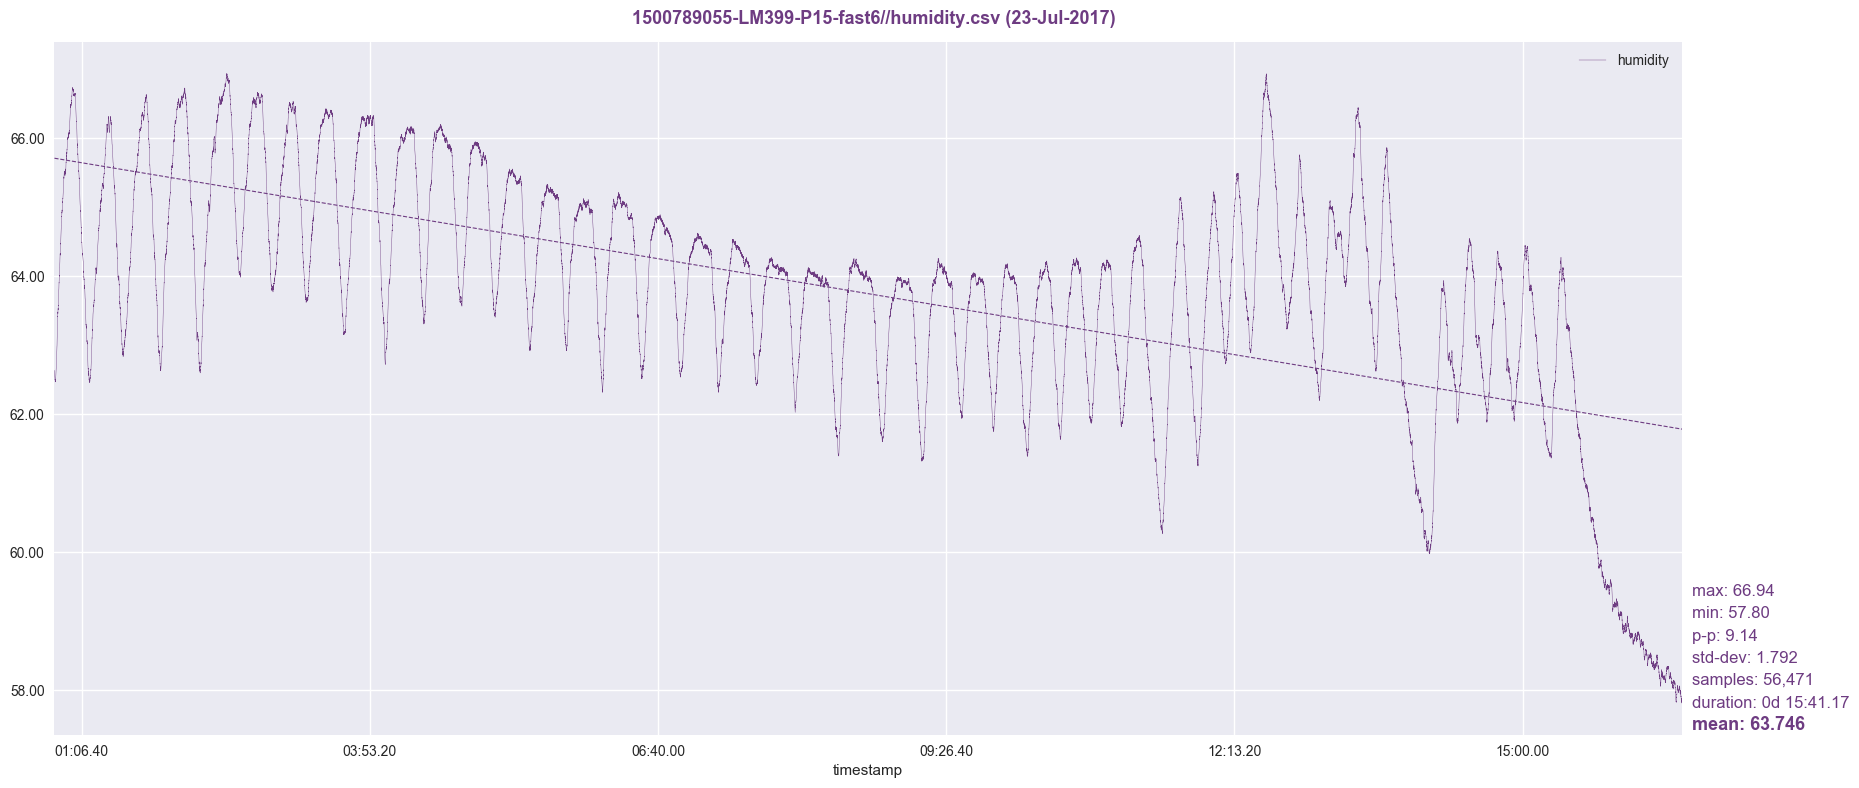 1500789055-LM399-P15-fast6//humidity.csv (23-Jul-2017)
humidity
66.00
64.00
62.00
60.00
58.00
max: 66.94
min: 57.80
p-p: 9.14
std-dev: 1.792
samples: 56,471
duration: 0d 15:41.17
mean: 63.746
01:06.40 03:53.20 06:40.00 09:26.40 12:13.20 15:00.00
timestamp